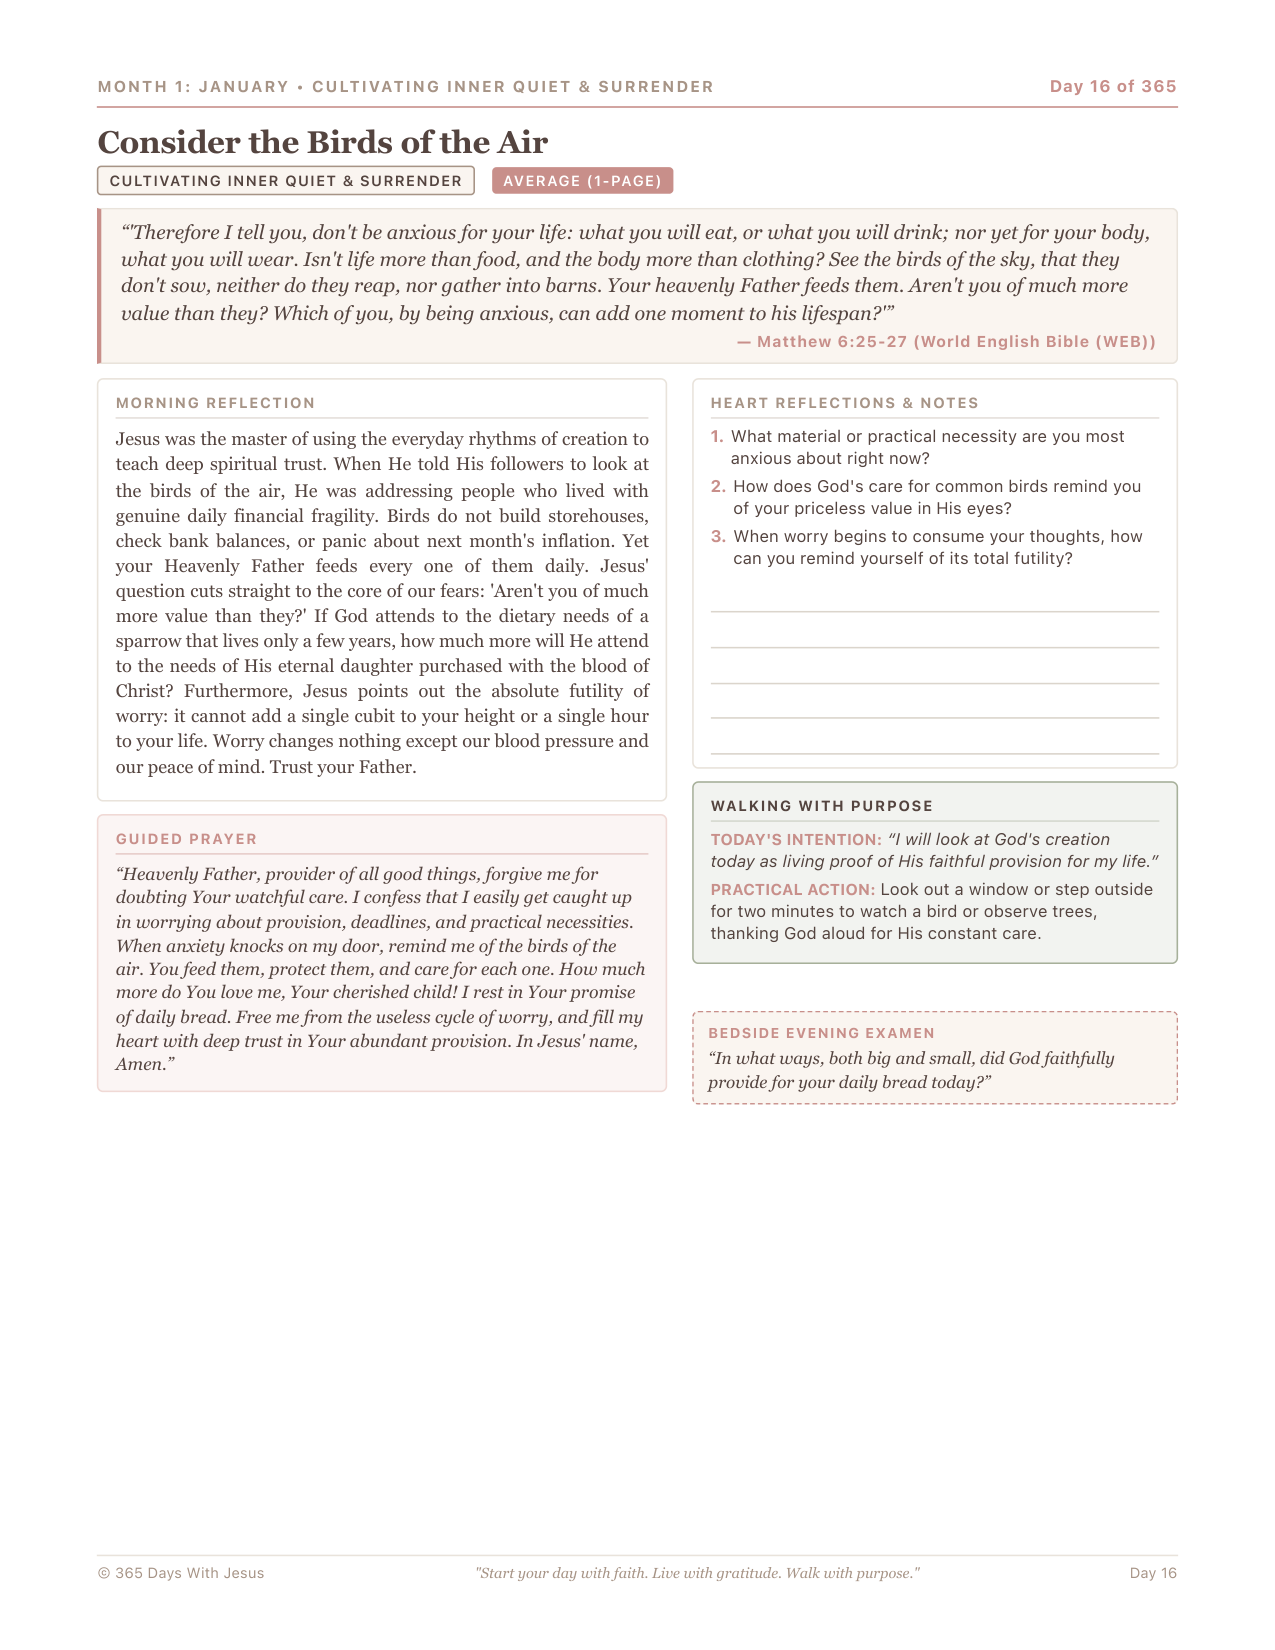 MONTH 1: JANUARY • CULTIVATING INNER QUIET & SURRENDER
Day 16 of 365
Consider the Birds of the Air
CULTIVATING INNER QUIET & SURRENDER
AVERAGE (1-PAGE)
“'Therefore I tell you, don't be anxious for your life: what you will eat, or what you will drink; nor yet for your body,
what you will wear. Isn't life more than food, and the body more than clothing? See the birds of the sky, that they
don't sow, neither do they reap, nor gather into barns. Your heavenly Father feeds them. Aren't you of much more
value than they? Which of you, by being anxious, can add one moment to his lifespan?'”
— Matthew 6:25-27 (World English Bible (WEB))
MORNING REFLECTION
Jesus was the master of using the everyday rhythms of creation to
teach deep spiritual trust. When He told His followers to look at
the birds of the air, He was addressing people who lived with
genuine daily financial fragility. Birds do not build storehouses,
check bank balances, or panic about next month's inflation. Yet
your Heavenly Father feeds every one of them daily. Jesus'
question cuts straight to the core of our fears: 'Aren't you of much
more value than they?' If God attends to the dietary needs of a
sparrow that lives only a few years, how much more will He attend
to the needs of His eternal daughter purchased with the blood of
Christ? Furthermore, Jesus points out the absolute futility of
worry: it cannot add a single cubit to your height or a single hour
to your life. Worry changes nothing except our blood pressure and
our peace of mind. Trust your Father.
GUIDED PRAYER
“Heavenly Father, provider of all good things, forgive me for
doubting Your watchful care. I confess that I easily get caught up
in worrying about provision, deadlines, and practical necessities.
When anxiety knocks on my door, remind me of the birds of the
air. You feed them, protect them, and care for each one. How much
more do You love me, Your cherished child! I rest in Your promise
of daily bread. Free me from the useless cycle of worry, and fill my
heart with deep trust in Your abundant provision. In Jesus' name,
Amen.”
HEART REFLECTIONS & NOTES
1. What material or practical necessity are you most
anxious about right now?
2. How does God's care for common birds remind you
of your priceless value in His eyes?
3. When worry begins to consume your thoughts, how
can you remind yourself of its total futility?
WALKING WITH PURPOSE
TODAY'S INTENTION: “I will look at God's creation
today as living proof of His faithful provision for my life.”
PRACTICAL ACTION: Look out a window or step outside
for two minutes to watch a bird or observe trees,
thanking God aloud for His constant care.
BEDSIDE EVENING EXAMEN
“In what ways, both big and small, did God faithfully
provide for your daily bread today?”
© 365 Days With Jesus
"Start your day with faith. Live with gratitude. Walk with purpose."
Day 16